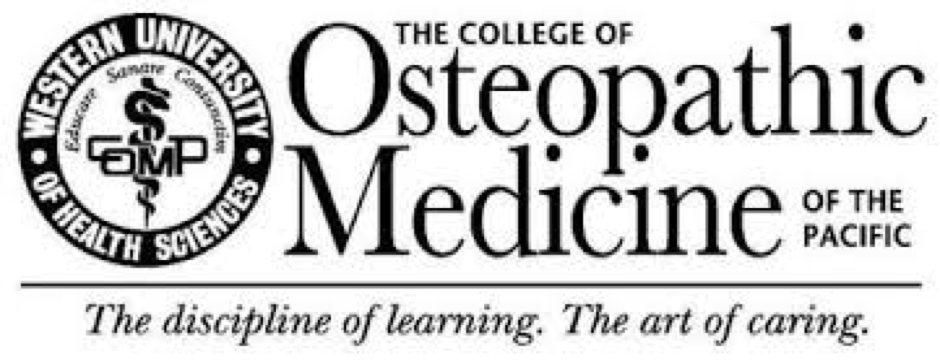 WESTERN UNIVERSITY
OF HEALTH SCIENCES
Educare Sanare Coniunctim
COMP
THE COLLEGE OF
Osteopathic
Medicine
OF THE
PACIFIC
The discipline of learning. The art of caring.